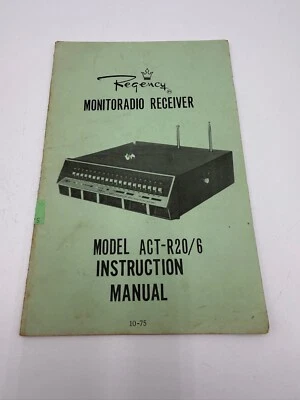 Regency®
MONITORADIO RECEIVER
MODEL ACT-R20/6
INSTRUCTION
MANUAL
10-75